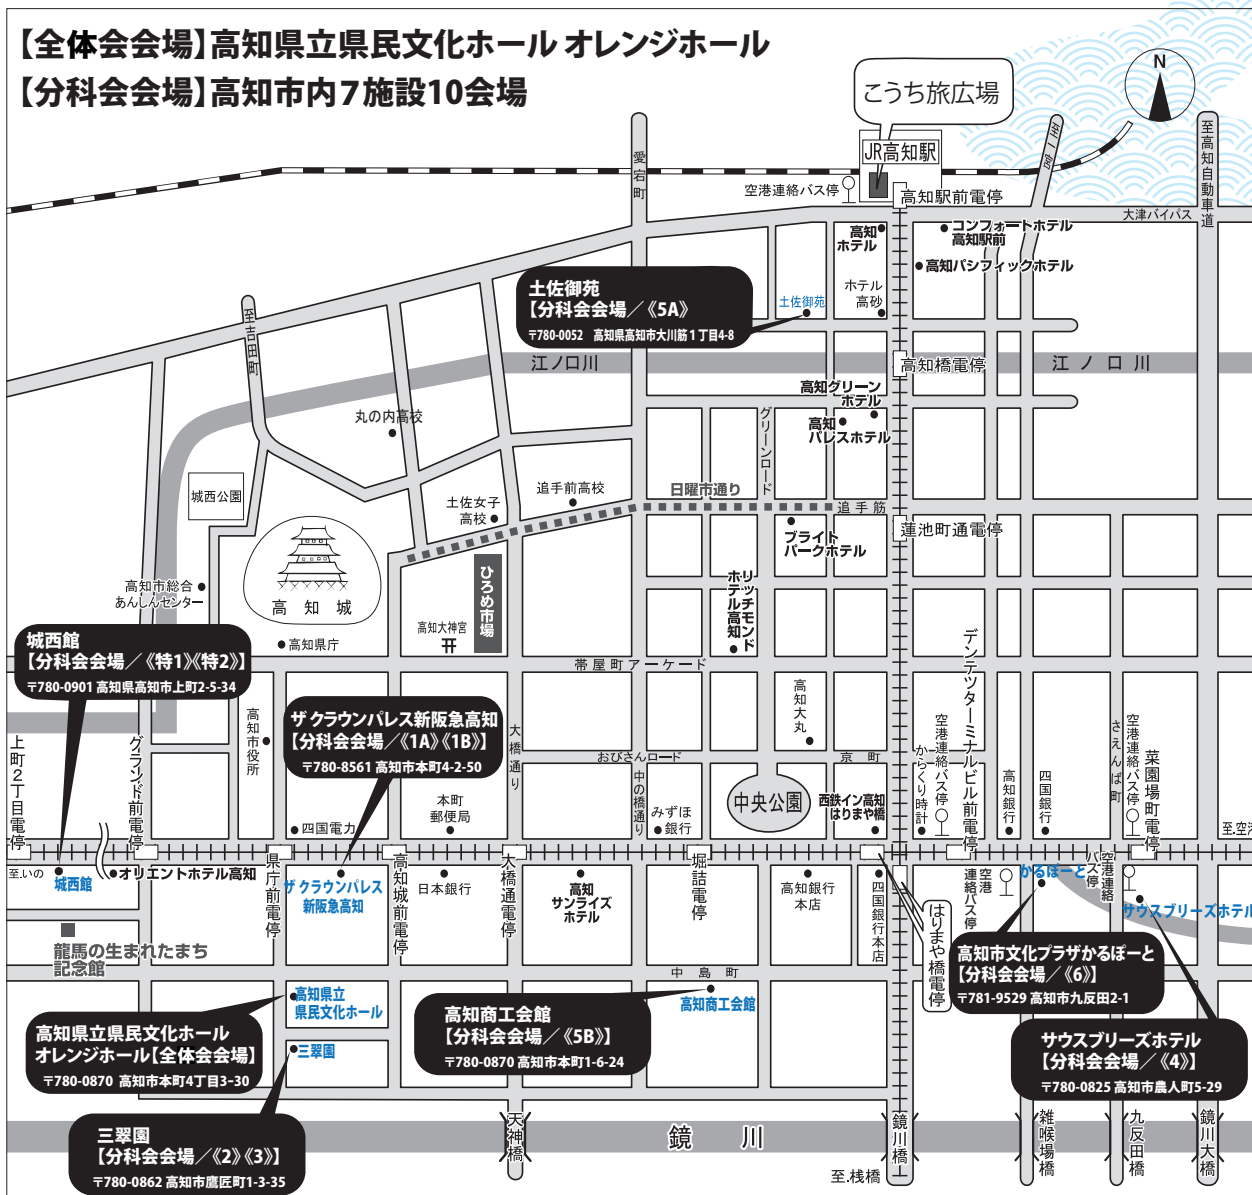 【全体会会場】高知県立県民文化ホール オレンジホール
【分科会会場】高知市内7施設10会場
こうち旅広場
N
JR高知駅
空港連絡バス停
高知駅前電停
愛宕町
至一宮
至高知自動車道
大津バイパス
高知
ホテル
コンフォートホテル
高知駅前
高知パシフィックホテル
土佐御苑
【分科会会場/《5A》】
〒780-0052 高知県高知市大川筋1丁目4-8
土佐御苑
ホテル
高砂
至吉田町
江ノ口川
高知橋電停
江ノ口川
高知グリーン
ホテル
高知
パレスホテル
グリーンロード
丸の内高校
城西公園
追手前高校
土佐女子
高校
日曜市通り
追手筋
蓮池町通電停
ブライト
パークホテル
高知城
ひろめ市場
リッチモンド
ホテル高知
高知市総合
あんしんセンター
高知大神宮
高知県庁
城西館
【分科会会場/《特1》《特2》】
〒780-0901 高知県高知市上町2-5-34
帯屋町アーケード
デンテツターミナルビル前電停
ザ クラウンパレス新阪急高知
【分科会会場/《1A》《1B》】
〒780-8561 高知市本町4-2-50
高知市役所
大橋通り
高知大丸
上町2丁目電停
グランド前電停
おびさんロード
京町
中の橋通り
中央公園
からくり時計
空港連絡バス停
高知銀行
四国銀行
さえんば町
空港連絡バス停
菜園場町電停
四国電力
本町
郵便局
みずほ
銀行
西鉄イン高知
はりまや橋
至.空港
至.いの
城西館
オリエントホテル高知
県庁前電停
ザ クラウンパレス
新阪急高知
高知城前電停
日本銀行
大橋通電停
高知
サンライズ
ホテル
堀詰電停
高知銀行
本店
四国銀行本店
はりまや橋電停
空港
連絡バス停
かるぽーと
空港連絡
バス停
サウスブリーズホテル
龍馬の生まれたまち
記念館
高知市文化プラザかるぽーと
【分科会会場/《6》】
〒781-9529 高知市九反田2-1
中島町
高知県立
県民文化ホール
高知商工会館
高知商工会館
【分科会会場/《5B》】
〒780-0870 高知市本町1-6-24
高知県立県民文化ホール
オレンジホール【全体会会場】
〒780-0870 高知市本町4丁目3-30
三翠園
サウスブリーズホテル
【分科会会場/《4》】
〒780-0825 高知市農人町5-29
三翠園
【分科会会場/《2》《3》】
〒780-0862 高知市鷹匠町1-3-35
天神橋
鏡川
鏡川橋
雑喉場橋
九反田橋
鏡川大橋
至.桟橋